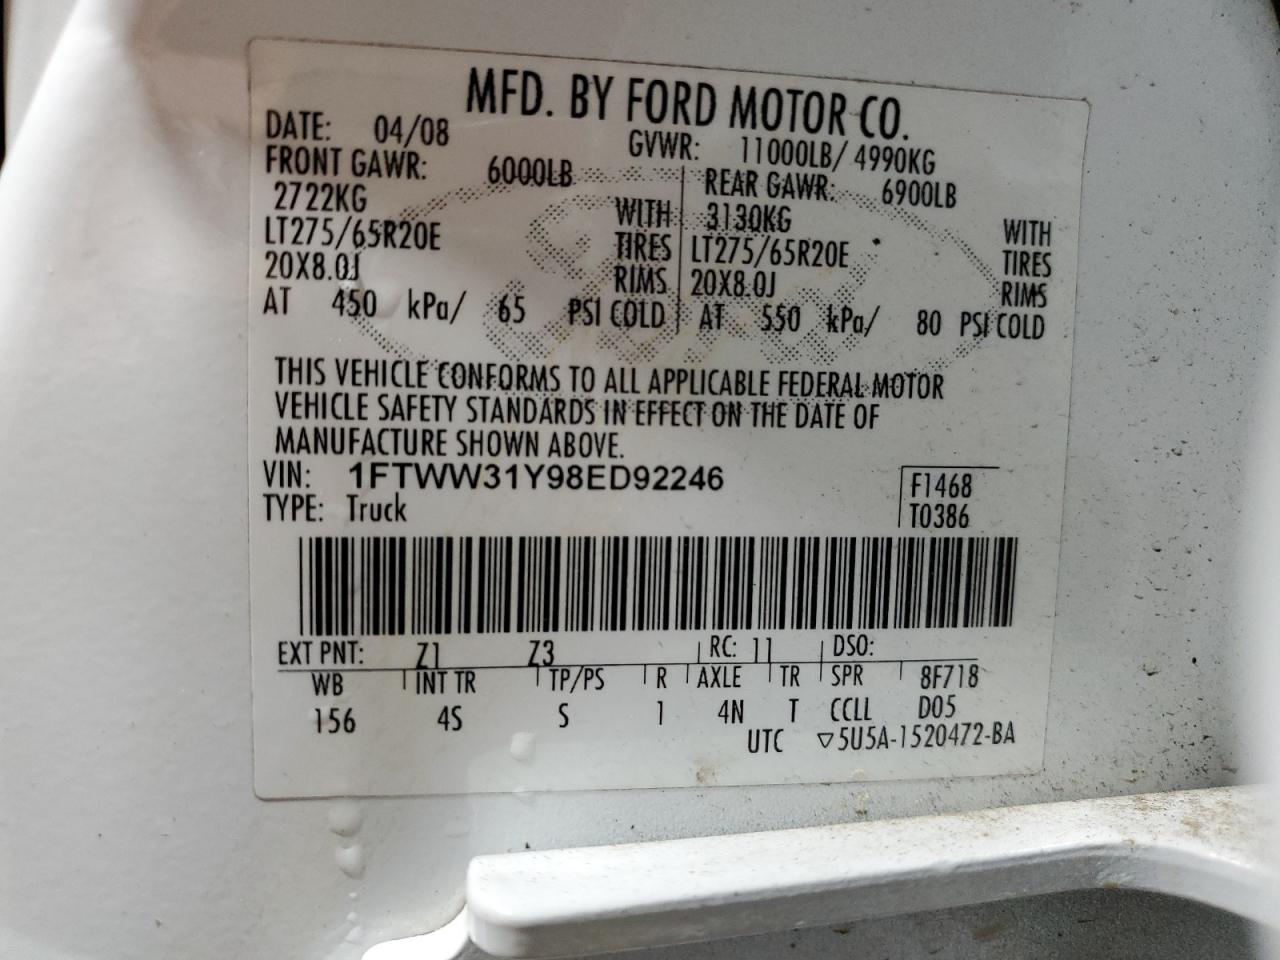 MFD. BY FORD MOTOR CO.
DATE: 04/08 GVWR: 11000LB/ 4990KG
FRONT GAWR: 6000LB REAR GAWR: 6900LB
2722KG WITH 3130KG WITH
LT275/65R20E TIRES LT275/65R20E TIRES
20X8.0J RIMS 20X8.0J RIMS
AT 450 kPa/ 65 PSI COLD AT 550 kPa/ 80 PSI COLD
THIS VEHICLE CONFORMS TO ALL APPLICABLE FEDERAL MOTOR
VEHICLE SAFETY STANDARDS IN EFFECT ON THE DATE OF
MANUFACTURE SHOWN ABOVE.
VIN: 1FTWW31Y98ED92246 F1468
TYPE: Truck T0386
EXT PNT: Z1 Z3 RC: 11 DSO:
WB INT TR TP/PS R AXLE TR SPR 8F718
156 4S S 1 4N T CCLL D05
UTC ▽5U5A-1520472-BA